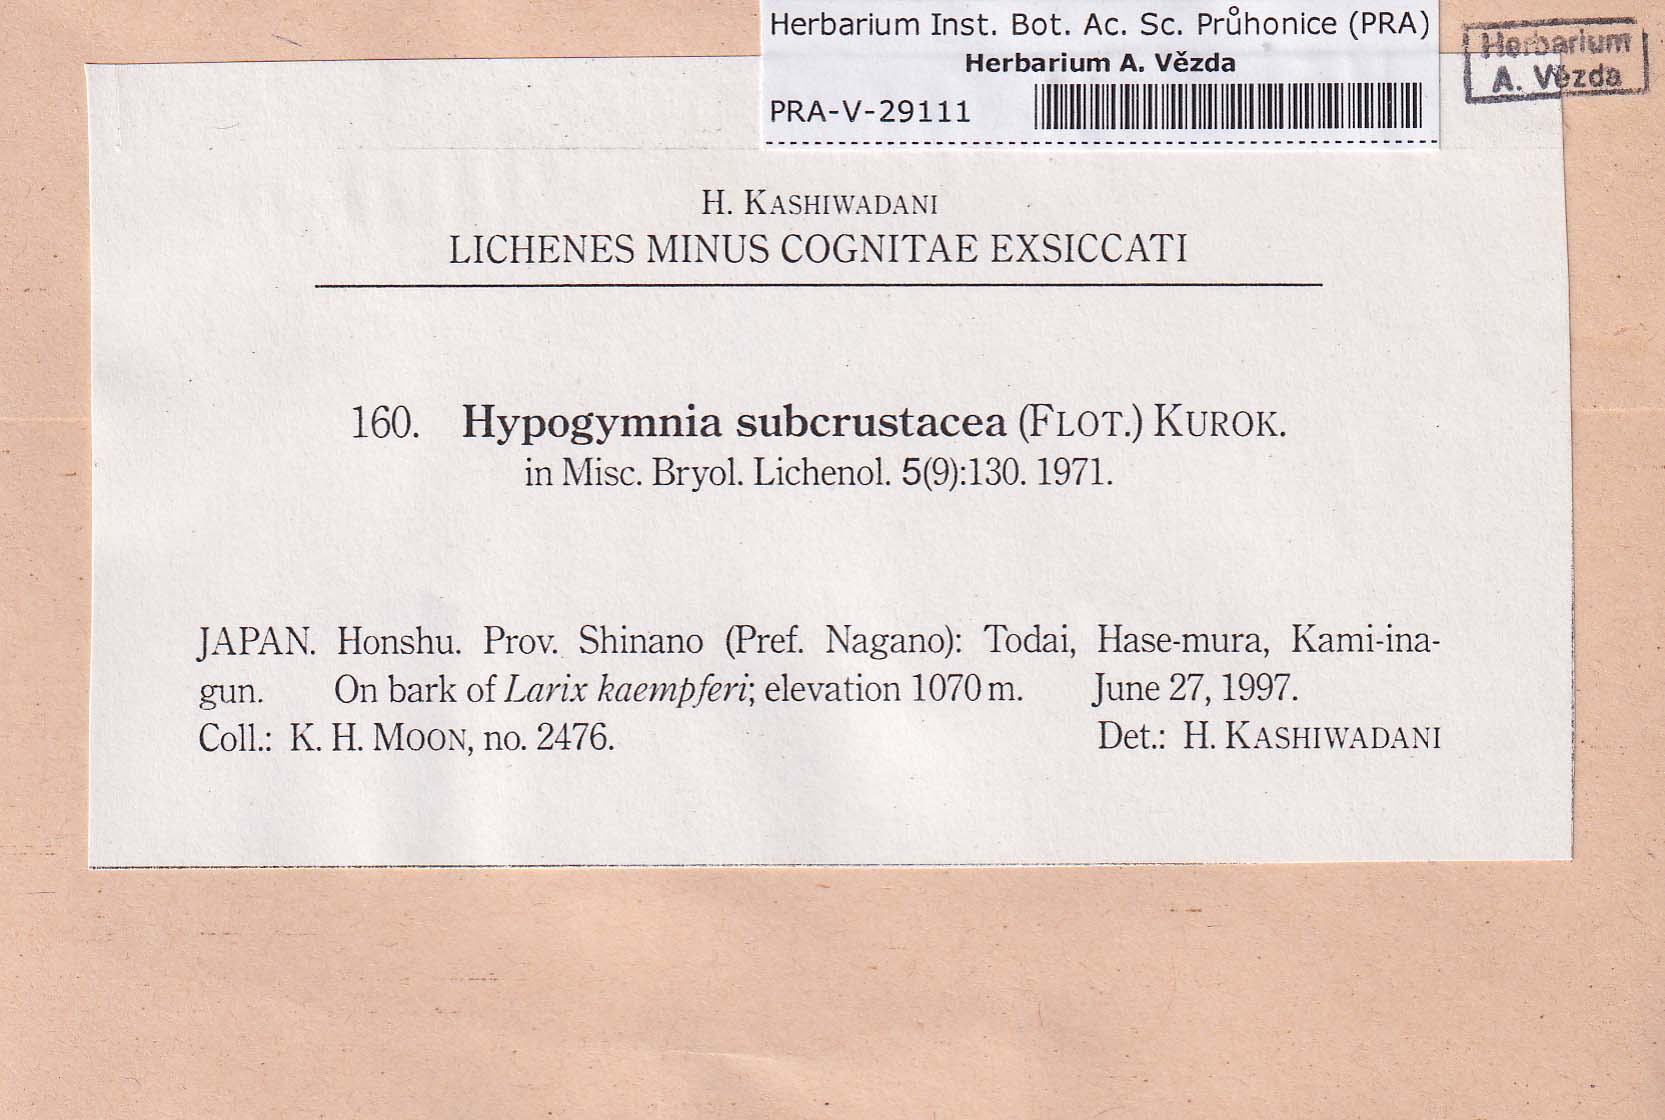 Herbarium Inst. Bot. Ac. Sc. Průhonice (PRA)
Herbarium A. Vězda
PRA-V-29111
Herbarium
A. Vězda
H. KASHIWADANI
LICHENES MINUS COGNITAE EXSICCATI
160. Hypogymnia subcrustacea (FLOT.) KUROK.
in Misc. Bryol. Lichenol. 5(9):130. 1971.
JAPAN. Honshu. Prov. Shinano (Pref. Nagano): Todai, Hase-mura, Kami-ina-
gun. On bark of Larix kaempferi; elevation 1070 m. June 27, 1997.
Coll.: K. H. MOON, no. 2476. Det.: H. KASHIWADANI